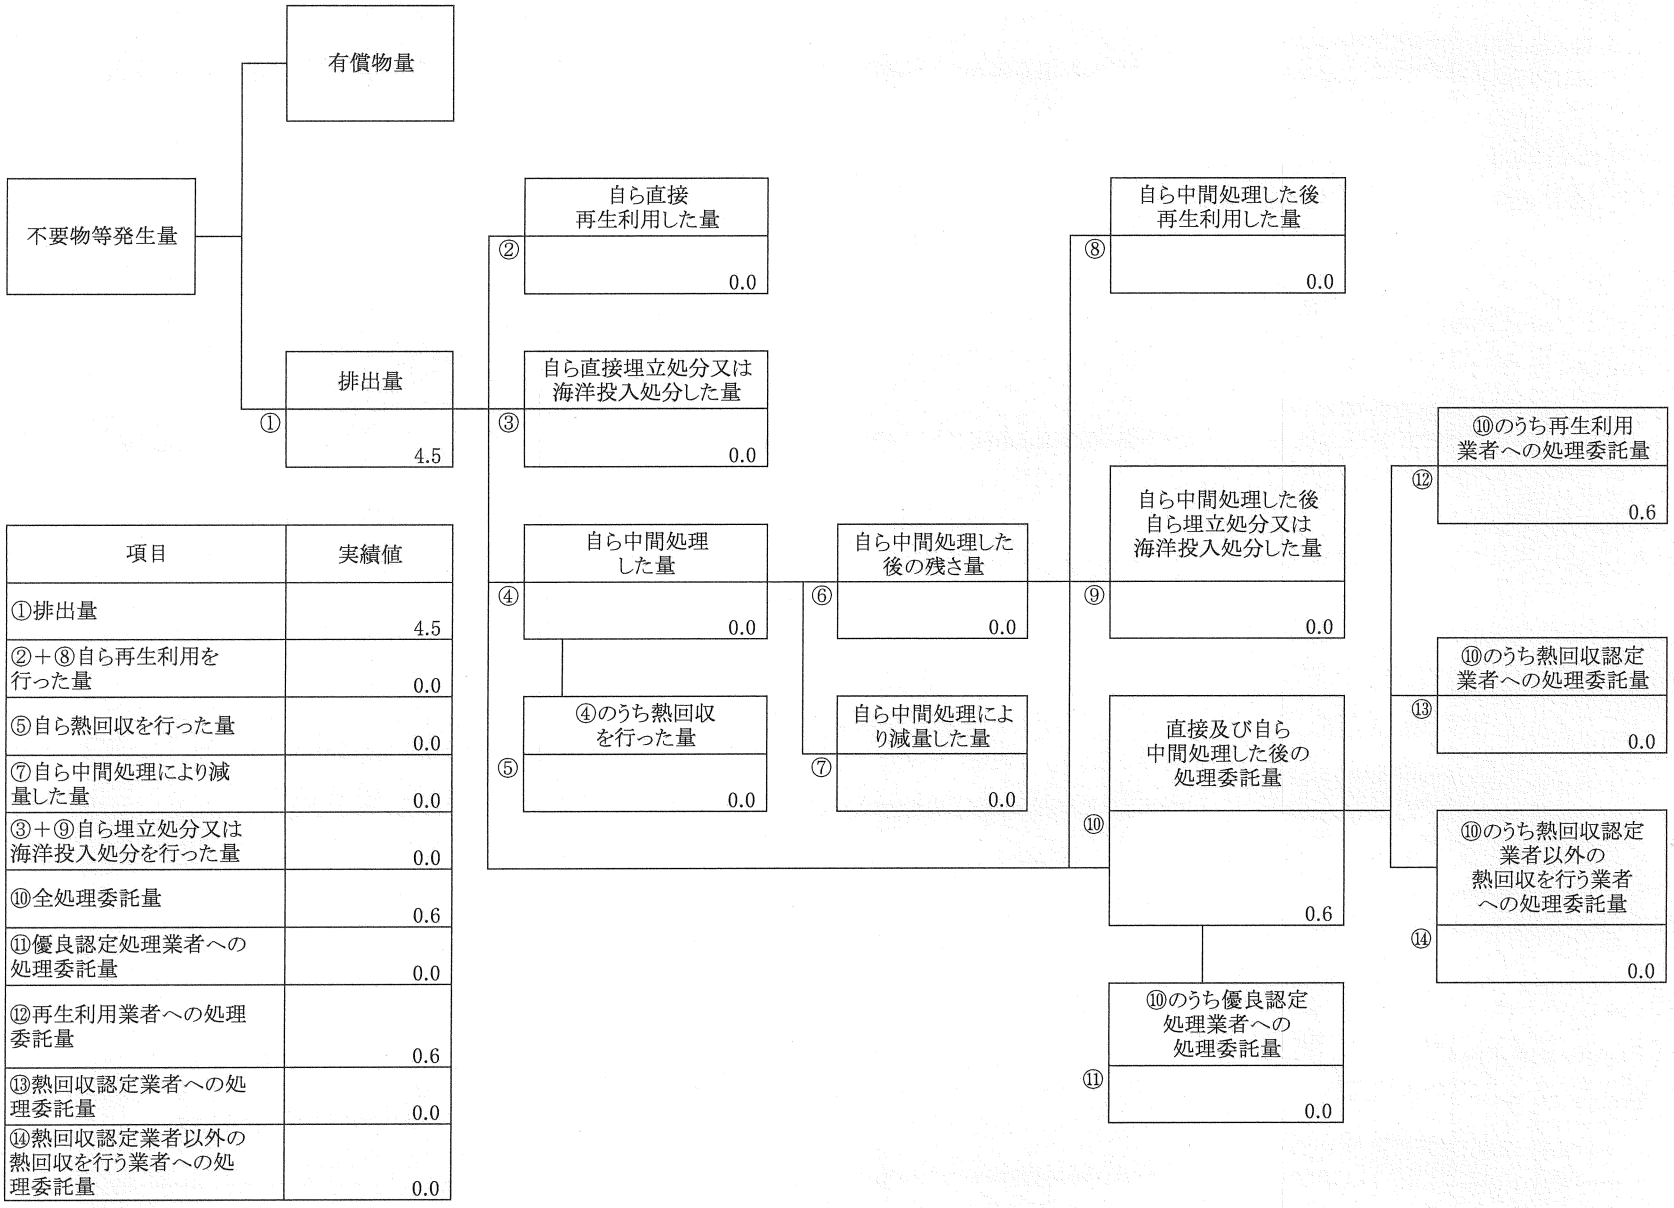 有償物量
不要物等発生量
自ら直接
再生利用した量
②
0.0
自ら中間処理した後
再生利用した量
⑧
0.0
排出量
①
4.5
自ら直接埋立処分又は
海洋投入処分した量
③
0.0
自ら中間処理
した量
④
0.0
自ら中間処理した
後の残さ量
⑥
0.0
自ら中間処理した後
自ら埋立処分又は
海洋投入処分した量
⑨
0.0
⑩のうち再生利用
業者への処理委託量
⑫
0.6
④のうち熱回収
を行った量
⑤
0.0
自ら中間処理によ
り減量した量
⑦
0.0
直接及び自ら
中間処理した後の
処理委託量
⑩
0.6
⑩のうち熱回収認定
業者への処理委託量
⑬
0.0
⑩のうち熱回収認定
業者以外の
熱回収を行う業者
への処理委託量
⑭
0.0
⑩のうち優良認定
処理業者への
処理委託量
⑪
0.0
項目 実績値
①排出量
4.5
②+⑧自ら再生利用を
行った量
0.0
⑤自ら熱回収を行った量
0.0
⑦自ら中間処理により減
量した量
0.0
③+⑨自ら埋立処分又は
海洋投入処分を行った量
0.0
⑩全処理委託量
0.6
⑪優良認定処理業者への
処理委託量
0.0
⑫再生利用業者への処理
委託量
0.6
⑬熱回収認定業者への処
理委託量
0.0
⑭熱回収認定業者以外の
熱回収を行う業者への処
理委託量
0.0